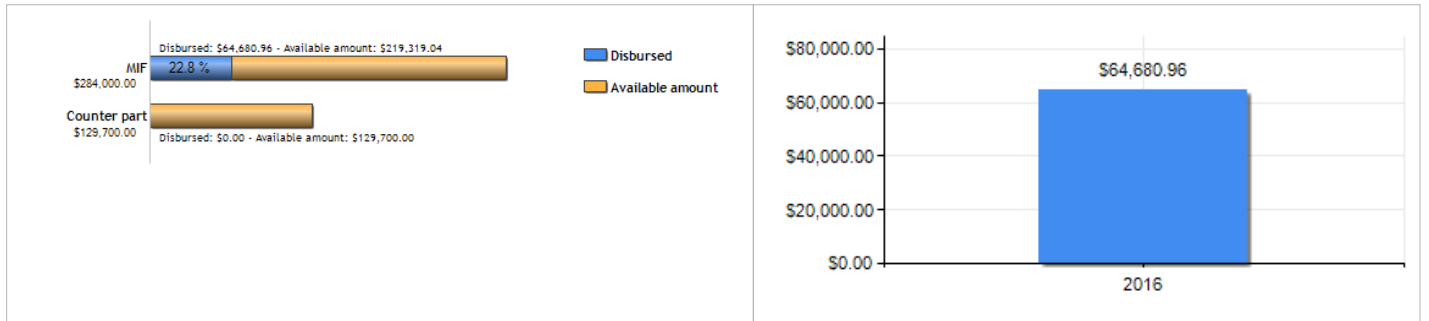 Disbursed: $64,680.96 - Available amount: $219,319.04
MIF
22.8 %
$284,000.00
Counter part
$129,700.00
Disbursed: $0.00 - Available amount: $129,700.00
Disbursed
Available amount
$80,000.00
$60,000.00
$40,000.00
$20,000.00
$0.00
$64,680.96
2016